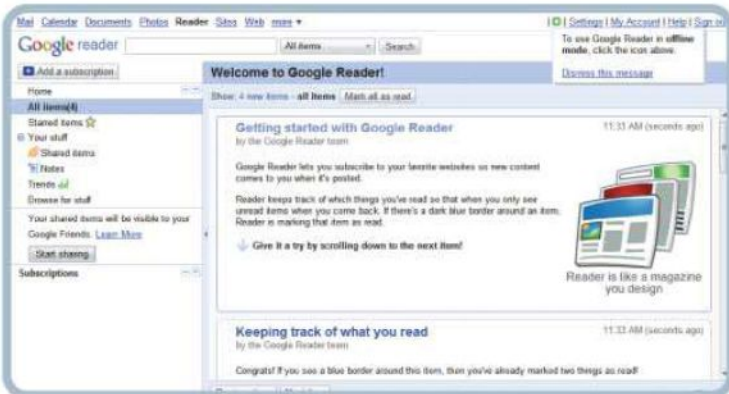 Mail Calendar Documents Photos Reader Sites Web more ▼
Settings | My Account | Help | Sign
Google reader
All items
Search
To use Google Reader in offline
mode, click the icon above.
Dismiss this message
Add a subscription
Home
All items(4)
Starred items
Your stuff
Shared items
Notes
Trends
Browse for stuff
Your shared items will be visible to your
Google Friends. Learn More
Start sharing
Subscriptions
Welcome to Google Reader!
Show: 4 new items - all items Mark all as read
Getting started with Google Reader
11:33 AM (seconds ago)
by the Google Reader team
Google Reader lets you subscribe to your favorite websites so new content
comes to you when it's posted.
Reader keeps track of which things you've read so that when you only see
unread items when you come back. If there's a dark blue border around an item,
Reader is marking that item as read.
Give it a try by scrolling down to the next item!
Reader is like a magazine
you design
Keeping track of what you read
11:33 AM (seconds ago)
by the Google Reader team
Congrats! If you see a blue border around this item, then you've already marked two things as read!